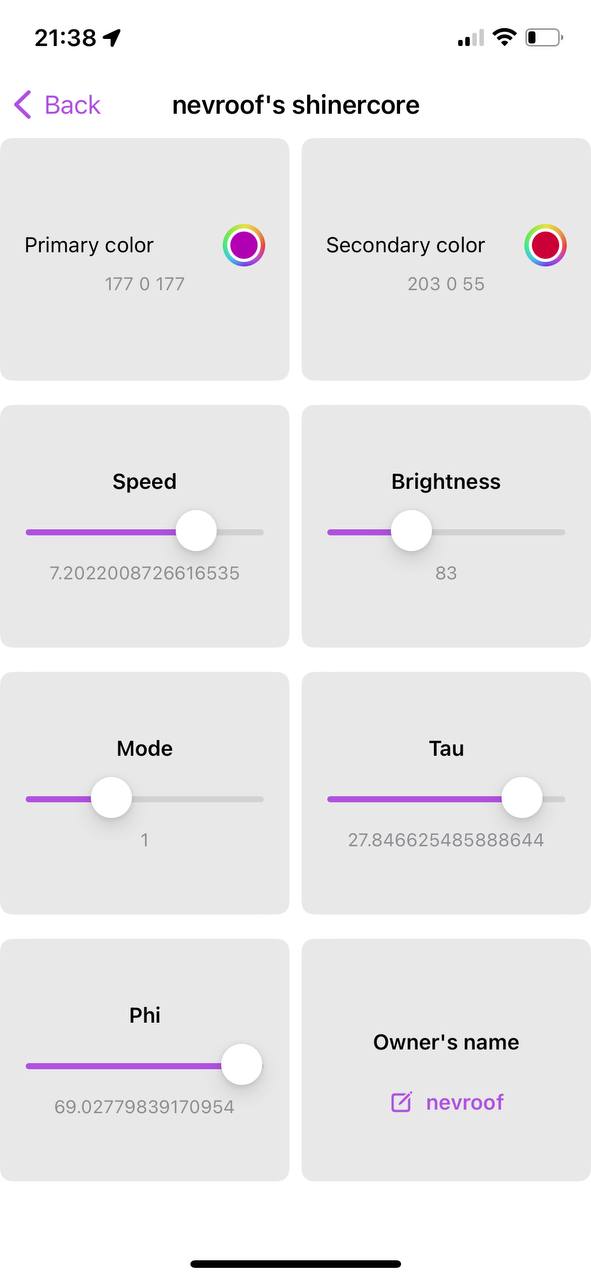 21:38
Back
nevroof's shinercore
Primary color
177 0 177
Secondary color
203 0 55
Speed
7.2022008726616535
Brightness
83
Mode
1
Tau
27.846625485888644
Phi
69.02779839170954
Owner's name
nevroof